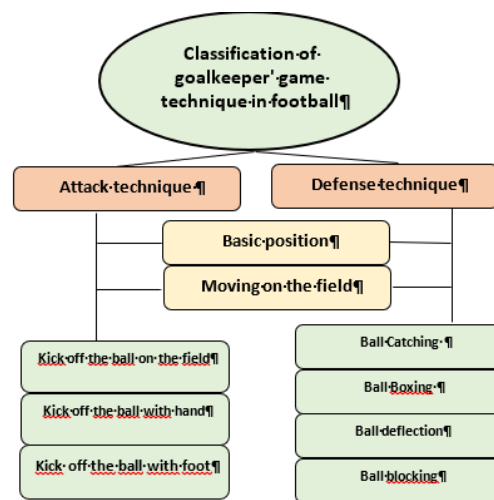 Classification·of·
goalkeeper'·game·
technique·in·football¶
Attack·technique·¶
Defense·technique¶
Basic·position¶
Moving·on·the·field¶
Kick·off·the·ball·on·the·field¶
Kick·off·the·ball·with·hand¶
Kick·off·the·ball·with·foot¶
Ball·Catching·¶
Ball·Boxing·¶
Ball·deflection¶
Ball·blocking¶